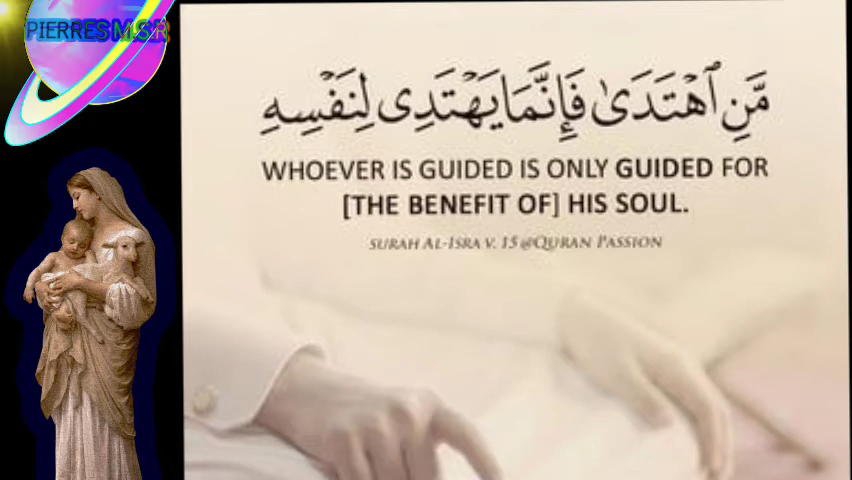 PIERRES M.S.R
مَّنِ ٱهْتَدَىٰ فَإِنَّمَا يَهْتَدِى لِنَفْسِهِ
WHOEVER IS GUIDED IS ONLY GUIDED FOR
[THE BENEFIT OF] HIS SOUL.
SURAH AL-ISRA V. 15 @QURAN PASSION